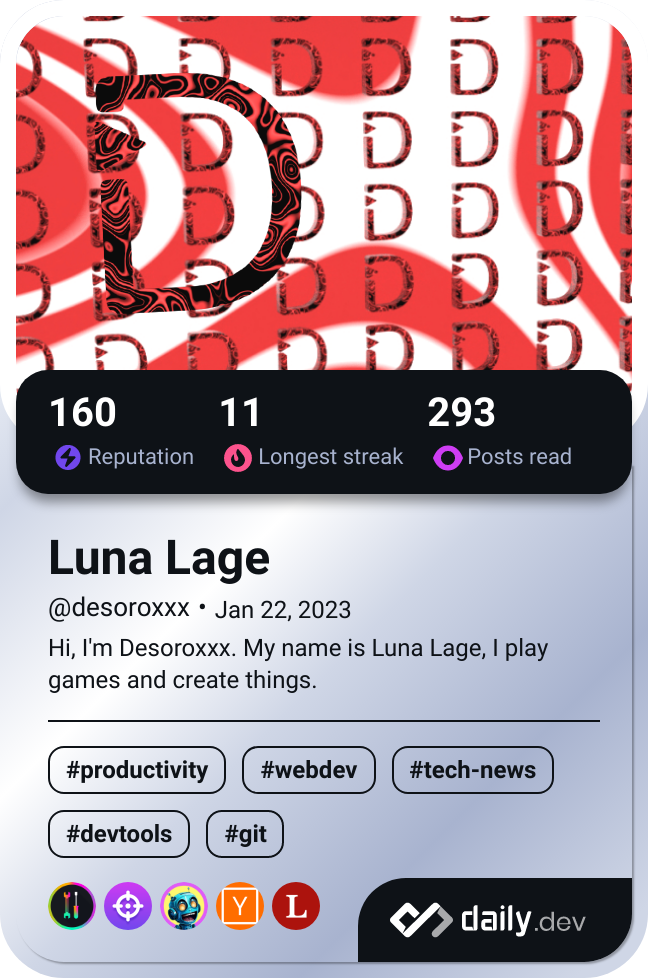 D
160 11 293
Reputation Longest streak Posts read
Luna Lage
@desoroxxx • Jan 22, 2023
Hi, I'm Desoroxxx. My name is Luna Lage, I play
games and create things.
#productivity #webdev #tech-news
#devtools #git
Y L
daily.dev